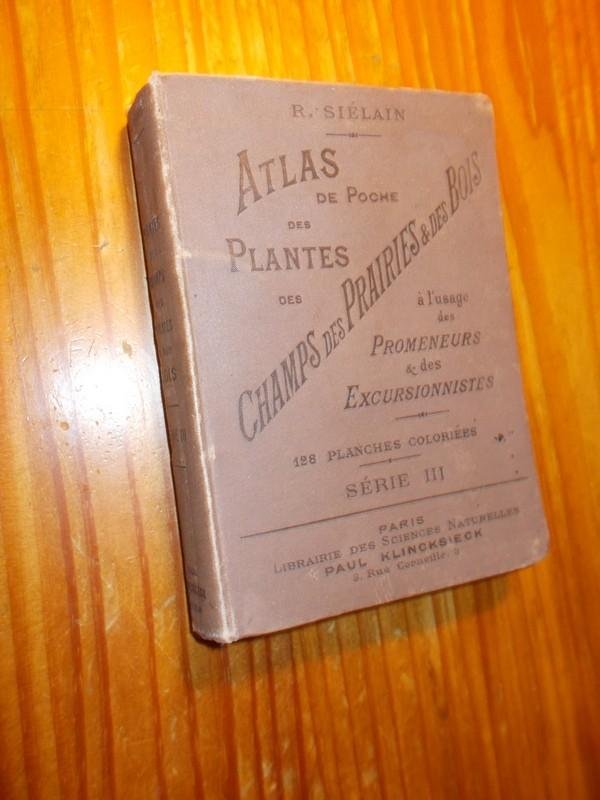 R. SIÉLAIN
ATLAS
DE POCHE
DES
PLANTES
DES
CHAMPS DES PRAIRIES & DES BOIS
à l'usage
des
PROMENEURS
& des
EXCURSIONNISTES
128 PLANCHES COLORIÉES
SÉRIE III
PARIS
LIBRAIRIE DES SCIENCES NATURELLES
PAUL KLINCKSIECK
3, Rue Corneille, 3